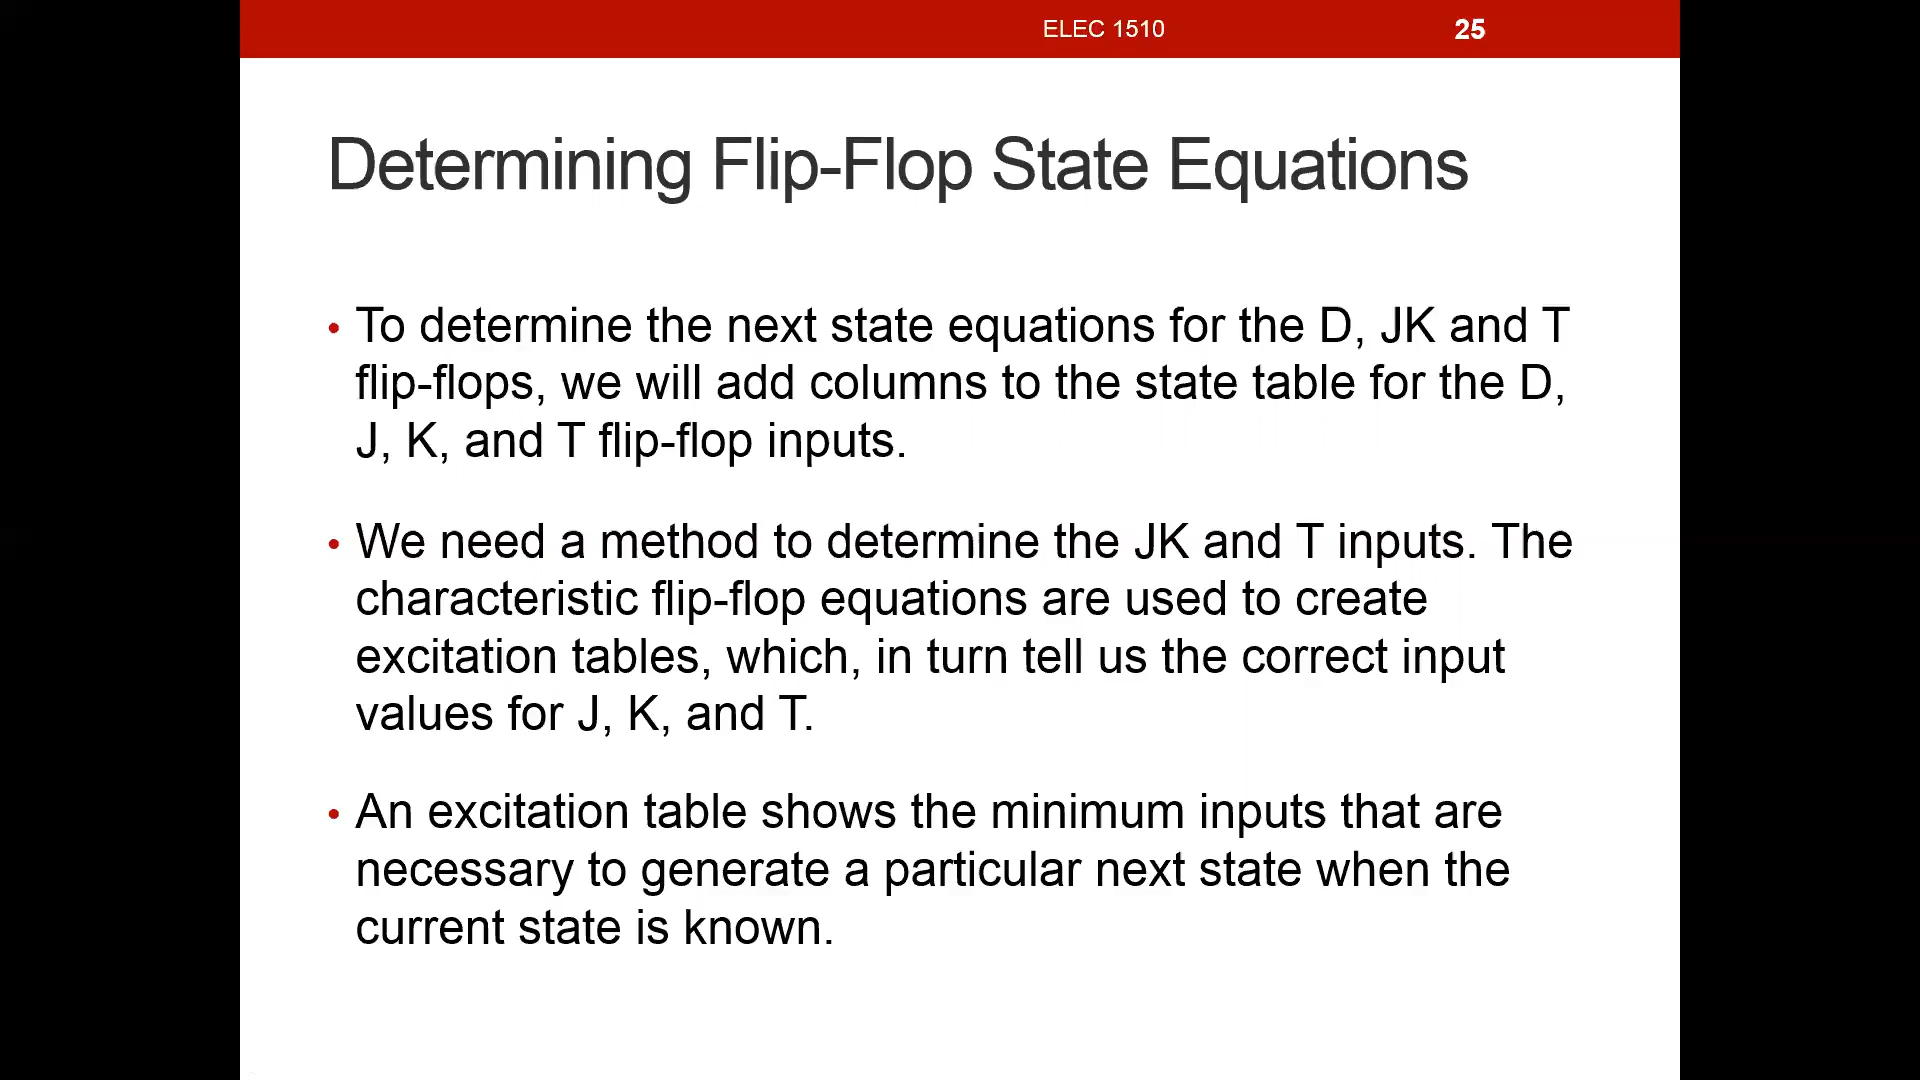 ELEC 1510 25
Determining Flip-Flop State Equations
• To determine the next state equations for the D, JK and T
flip-flops, we will add columns to the state table for the D,
J, K, and T flip-flop inputs.
• We need a method to determine the JK and T inputs. The
characteristic flip-flop equations are used to create
excitation tables, which, in turn tell us the correct input
values for J, K, and T.
• An excitation table shows the minimum inputs that are
necessary to generate a particular next state when the
current state is known.